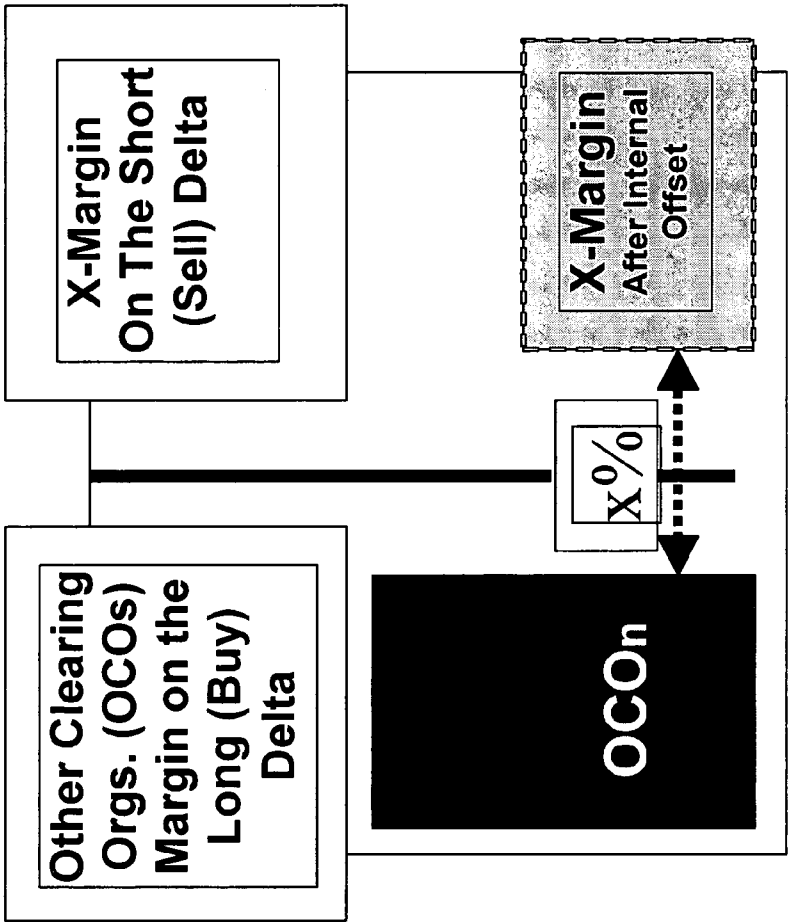 Other Clearing
Orgs. (OCOs)
Margin on the
Long (Buy)
Delta
X-Margin
On The Short
(Sell) Delta
OCOn
x%
X-Margin
After Internal
Offset